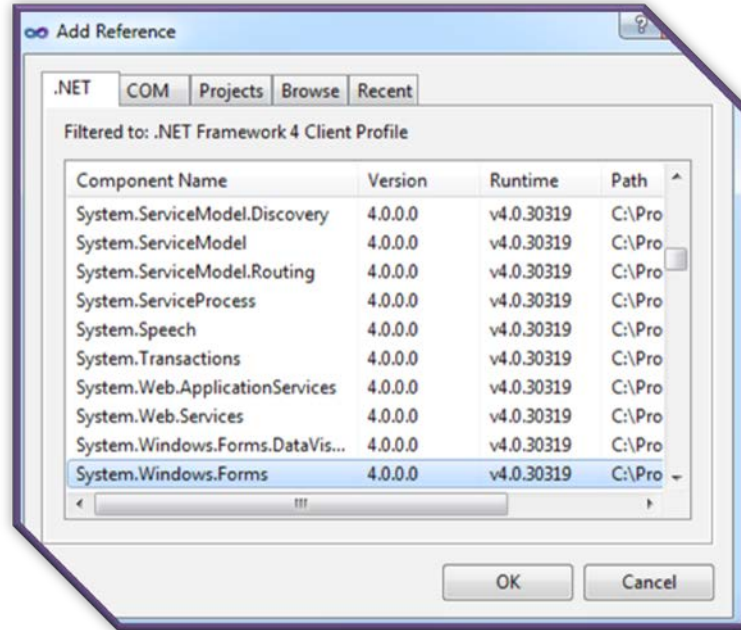 Add Reference
.NET COM Projects Browse Recent
Filtered to: .NET Framework 4 Client Profile
Component Name Version Runtime Path
System.ServiceModel.Discovery 4.0.0.0 v4.0.30319 C:\Pro
System.ServiceModel 4.0.0.0 v4.0.30319 C:\Pro
System.ServiceModel.Routing 4.0.0.0 v4.0.30319 C:\Pro
System.ServiceProcess 4.0.0.0 v4.0.30319 C:\Pro
System.Speech 4.0.0.0 v4.0.30319 C:\Pro
System.Transactions 4.0.0.0 v4.0.30319 C:\Pro
System.Web.ApplicationServices 4.0.0.0 v4.0.30319 C:\Pro
System.Web.Services 4.0.0.0 v4.0.30319 C:\Pro
System.Windows.Forms.DataVis... 4.0.0.0 v4.0.30319 C:\Pro
System.Windows.Forms 4.0.0.0 v4.0.30319 C:\Pro
OK Cancel